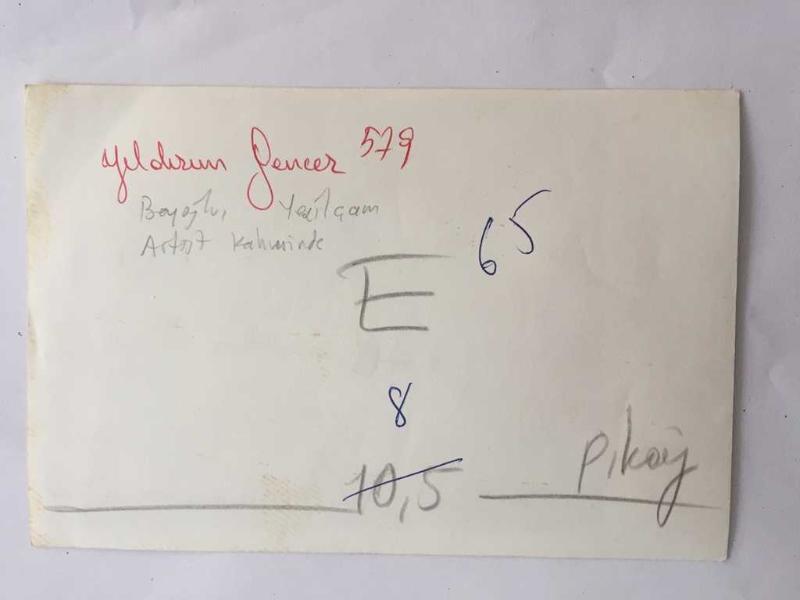 Yıldırım Gencer 579
Beyoğlu, Yeşilçam
Artist Kahvesinde
65
E
8
10,5
pikaj